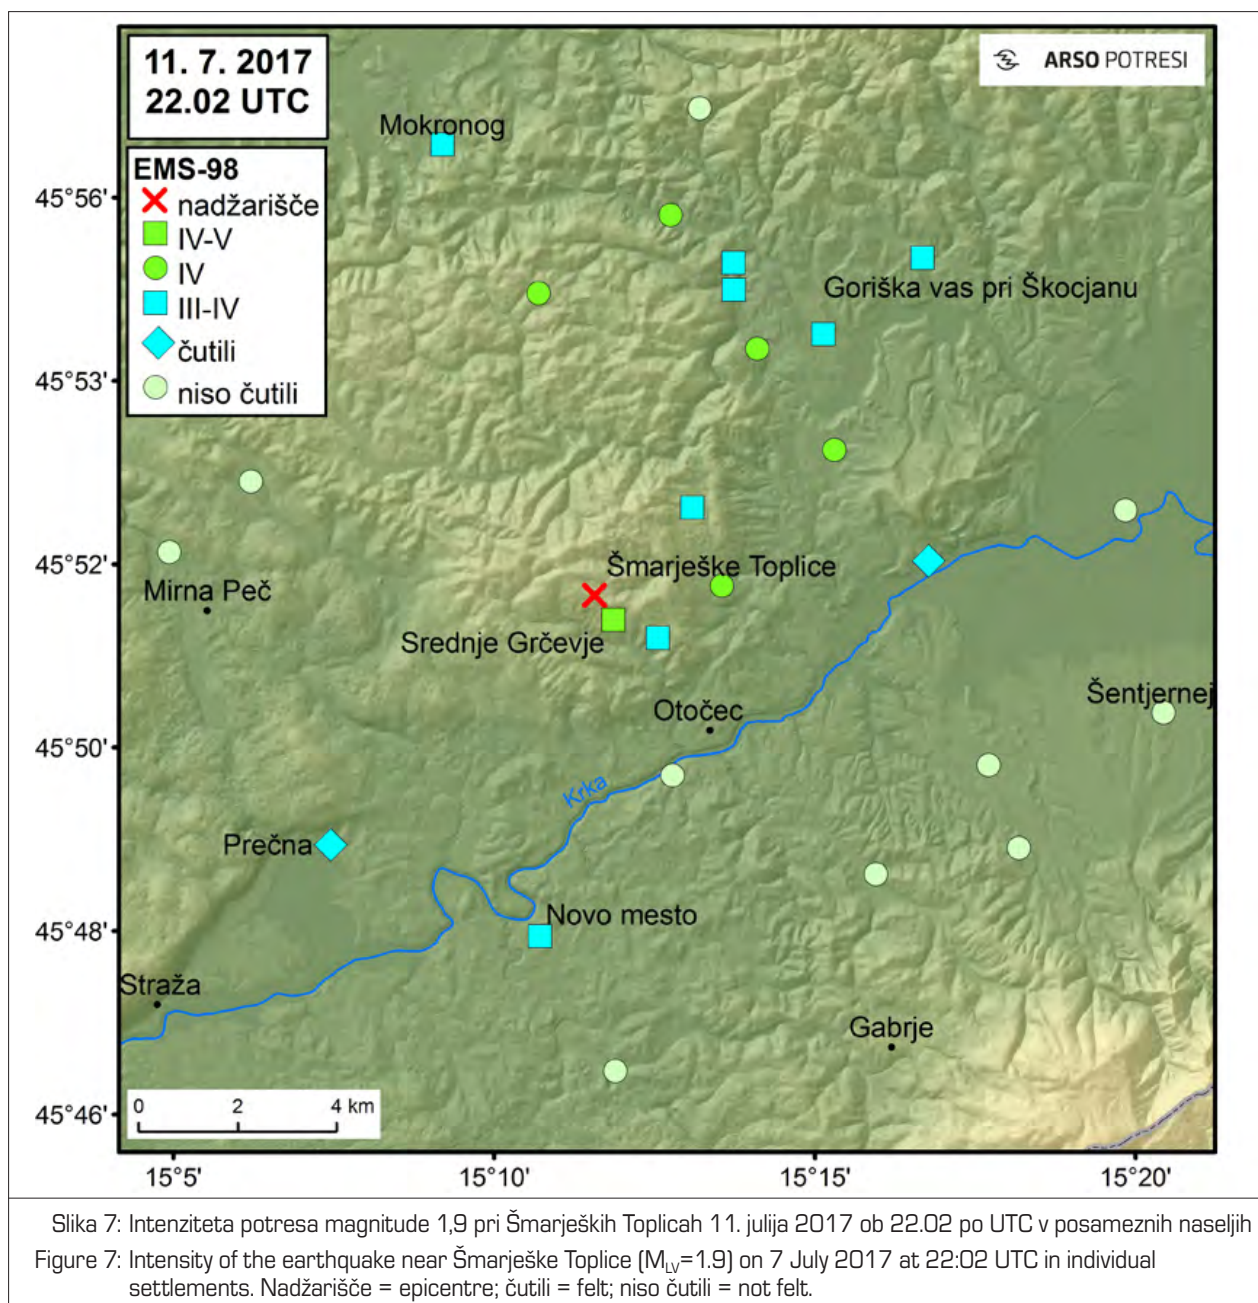 11. 7. 2017
22.02 UTC
ARSO POTRESI
EMS-98
nadžarišče
IV-V
IV
III-IV
čutili
niso čutili
Mokronog
Goriška vas pri Škocjanu
Šmarješke Toplice
Mirna Peč
Srednje Grčevje
Šentjernej
Otočec
Krka
Prečna
Novo mesto
Straža
Gabrje
45°56'
45°53'
45°52'
45°50'
45°48'
45°46'
0 2 4 km
15°5' 15°10' 15°15' 15°20'
Slika 7: Intenziteta potresa magnitude 1,9 pri Šmarjeških Toplicah 11. julija 2017 ob 22.02 po UTC v posameznih naseljih
Figure 7: Intensity of the earthquake near Šmarješke Toplice (MLV=1.9) on 7 July 2017 at 22:02 UTC in individual
settlements. Nadžarišče = epicentre; čutili = felt; niso čutili = not felt.